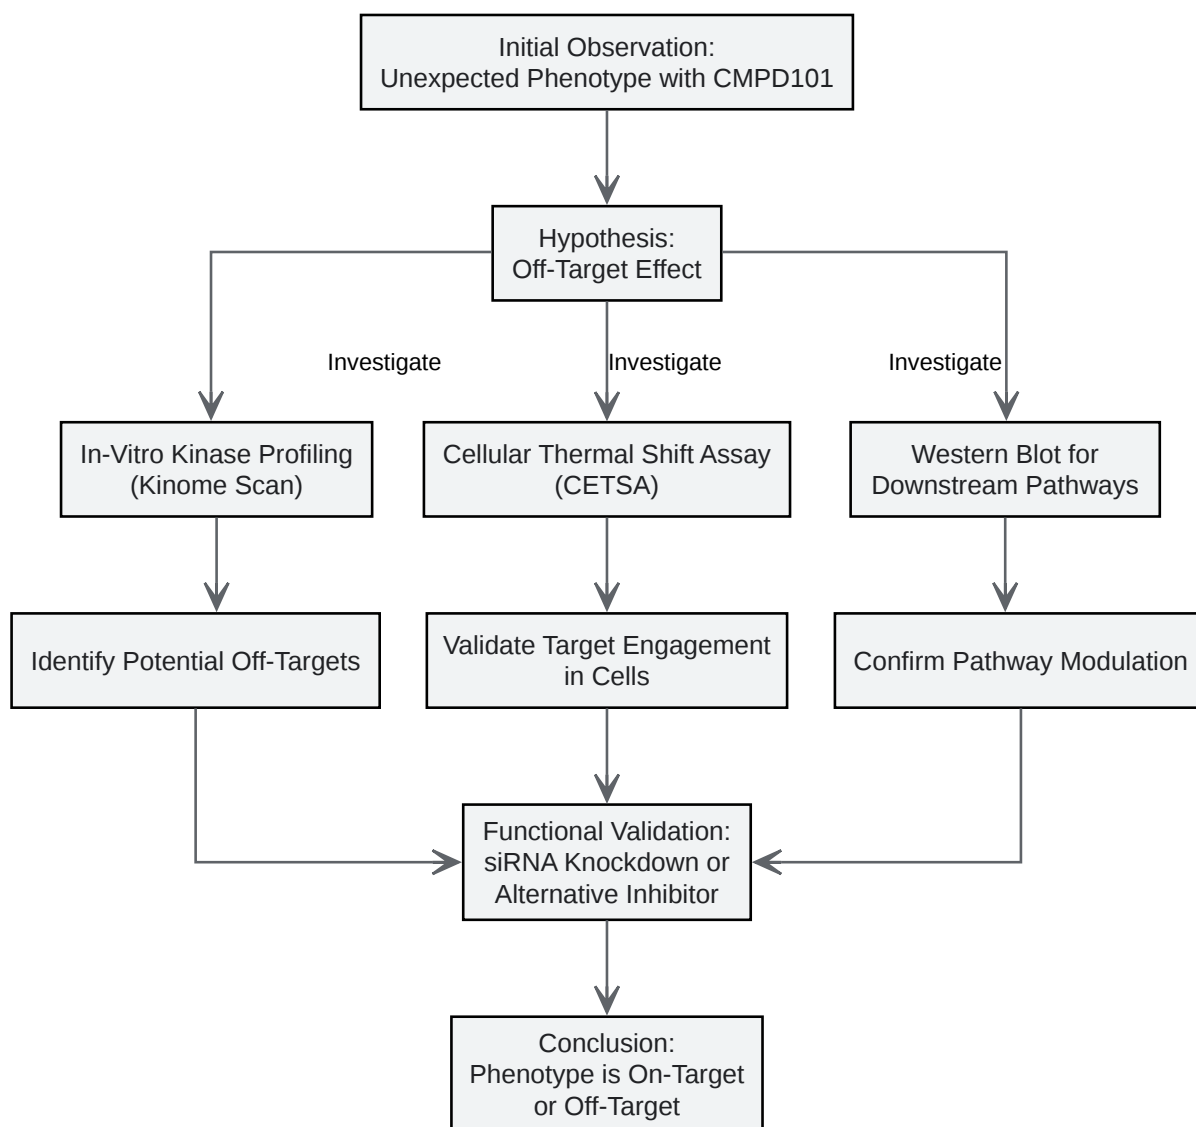 Initial Observation:
Unexpected Phenotype with CMPD101
Hypothesis:
Off-Target Effect
Investigate
Investigate
Investigate
In-Vitro Kinase Profiling
(Kinome Scan)
Cellular Thermal Shift Assay
(CETSA)
Western Blot for
Downstream Pathways
Identify Potential Off-Targets
Validate Target Engagement
in Cells
Confirm Pathway Modulation
Functional Validation:
siRNA Knockdown or
Alternative Inhibitor
Conclusion:
Phenotype is On-Target
or Off-Target